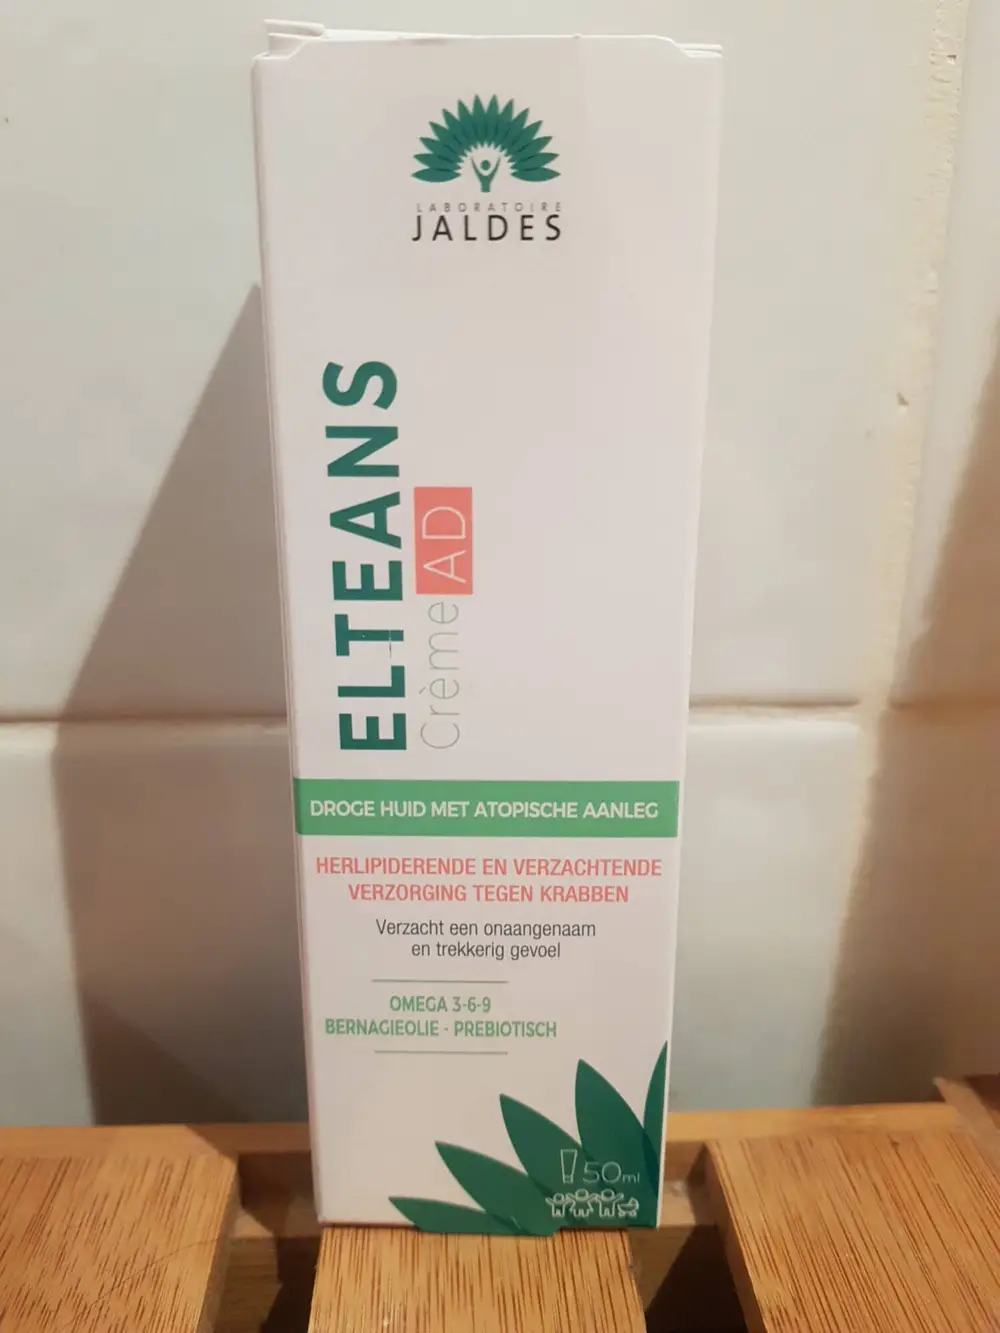 LABORATOIRE
JALDES
ELTEANS
Crème AD
DROGE HUID MET ATOPISCHE AANLEG
HERLIPIDERENDE EN VERZACHTENDE
VERZORGING TEGEN KRABBEN
Verzacht een onaangenaam
en trekkerig gevoel
OMEGA 3-6-9
BERNAGIEOLIE - PREBIOTISCH
50ml